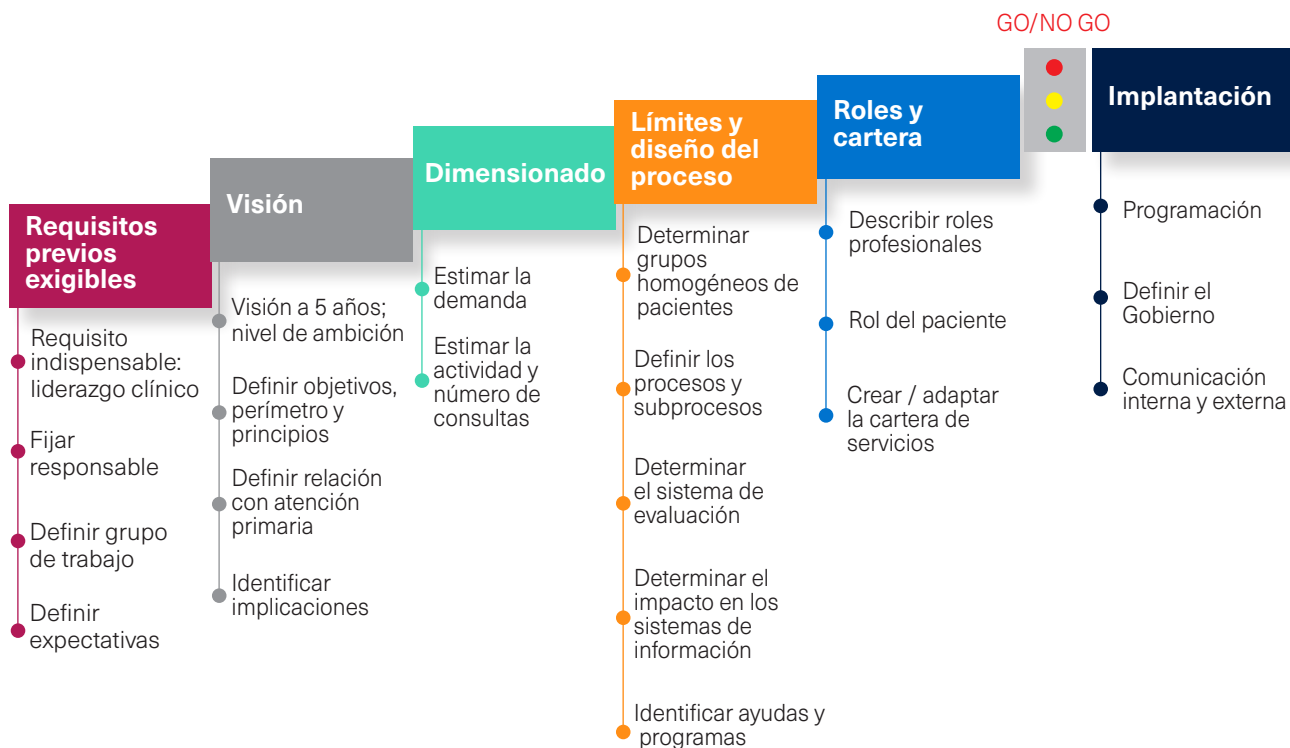 GO/NO GO
Requisitos
previos
exigibles
Requisito
indispensable:
liderazgo clínico
Fijar
responsable
Definir grupo
de trabajo
Definir
expectativas
Visión
Visión a 5 años;
nivel de ambición
Definir objetivos,
perímetro y
principios
Definir relación
con atención
primaria
Identificar
implicaciones
Dimensionado
Estimar la
demanda
Estimar la
actividad y
número de
consultas
Límites y
diseño del
proceso
Determinar
grupos
homogéneos de
pacientes
Definir los
procesos y
subprocesos
Determinar
el sistema de
evaluación
Determinar el
impacto en los
sistemas de
información
Identificar ayudas y
programas
Roles y
cartera
Describir roles
profesionales
Rol del paciente
Crear / adaptar
la cartera de
servicios
Implantación
Programación
Definir el
Gobierno
Comunicación
interna y externa